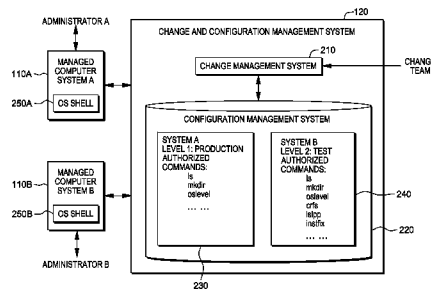 ADMINISTRATOR A
120
CHANGE AND CONFIGURATION MANAGEMENT SYSTEM
210
110A
MANAGED
COMPUTER
SYSTEM A
250A
OS SHELL
CHANGE MANAGEMENT SYSTEM
CHANG
TEAM
CONFIGURATION MANAGEMENT SYSTEM
SYSTEM A
LEVEL 1: PRODUCTION
AUTHORIZED
COMMANDS:
ls
mkdir
oslevel
... ...
SYSTEM B
LEVEL 2: TEST
AUTHORIZED
COMMANDS:
ls
mkdir
oslevel
crfs
lslpp
instfix
... ...
110B
MANAGED
COMPUTER
SYSTEM B
250B
OS SHELL
240
220
ADMINISTRATOR B
230